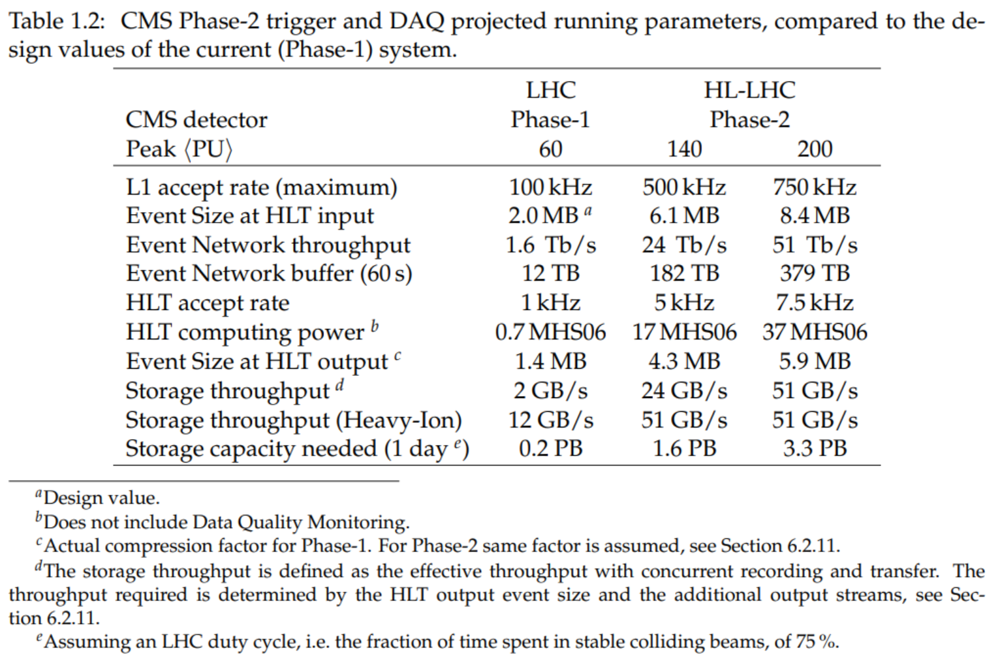 Table 1.2: CMS Phase-2 trigger and DAQ projected running parameters, compared to the de-
sign values of the current (Phase-1) system.
LHC HL-LHC
CMS detector Phase-1 Phase-2
Peak ⟨PU⟩ 60 140 200
L1 accept rate (maximum) 100 kHz 500 kHz 750 kHz
Event Size at HLT input 2.0 MB a 6.1 MB 8.4 MB
Event Network throughput 1.6 Tb/s 24 Tb/s 51 Tb/s
Event Network buffer (60 s) 12 TB 182 TB 379 TB
HLT accept rate 1 kHz 5 kHz 7.5 kHz
HLT computing power b 0.7 MHS06 17 MHS06 37 MHS06
Event Size at HLT output c 1.4 MB 4.3 MB 5.9 MB
Storage throughput d 2 GB/s 24 GB/s 51 GB/s
Storage throughput (Heavy-Ion) 12 GB/s 51 GB/s 51 GB/s
Storage capacity needed (1 day e) 0.2 PB 1.6 PB 3.3 PB
a Design value.
b Does not include Data Quality Monitoring.
c Actual compression factor for Phase-1. For Phase-2 same factor is assumed, see Section 6.2.11.
d The storage throughput is defined as the effective throughput with concurrent recording and transfer. The
throughput required is determined by the HLT output event size and the additional output streams, see Sec-
tion 6.2.11.
e Assuming an LHC duty cycle, i.e. the fraction of time spent in stable colliding beams, of 75 %.